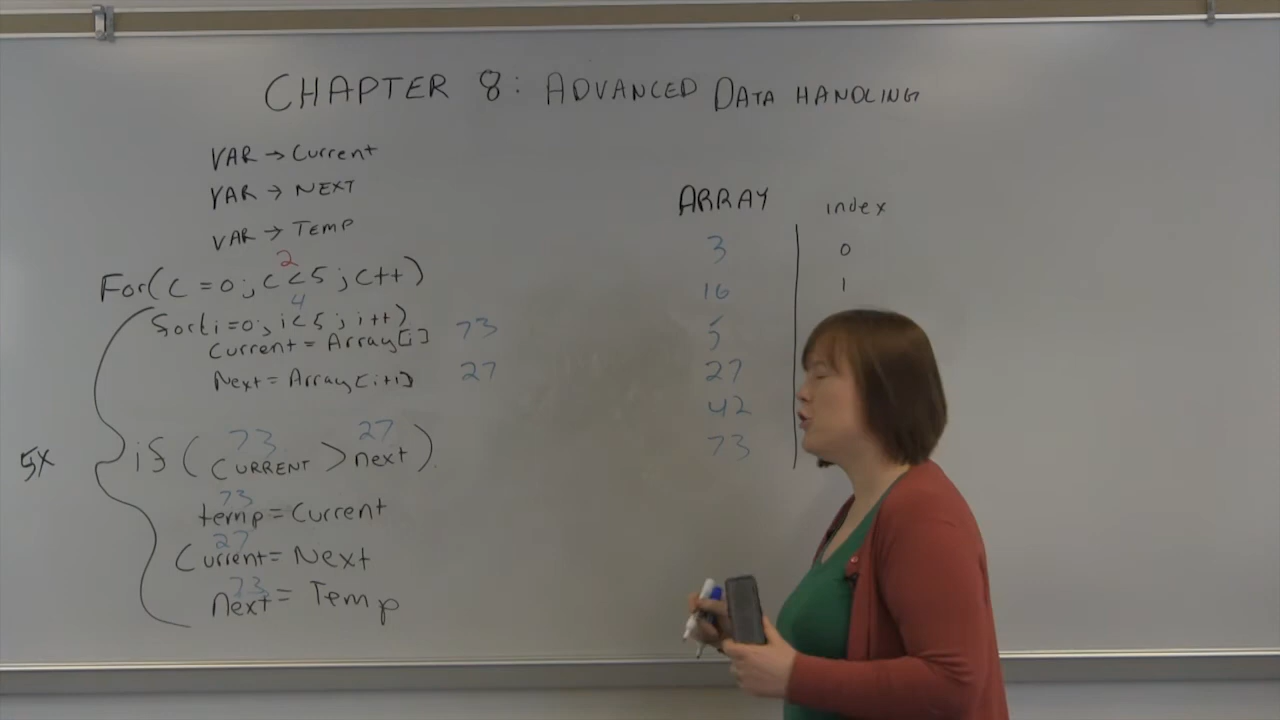 CHAPTER 8: ADVANCED DATA HANDLING
VAR → Current
VAR → NEXT
VAR → TEMP
2
For(c = 0; c < 5; c++)
4
for(i=0; i<5; i++)
Current = Array[i] 73
Next = Array[i+1] 27
73 27
if (CURRENT > next)
73
temp = Current
27
Current = Next
73
next = Temp
5X
ARRAY index
3 0
16 1
5
27
42
73